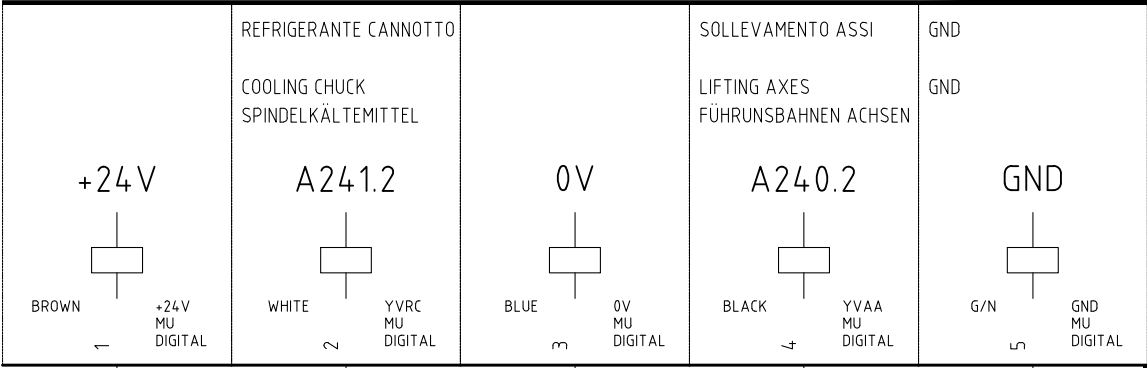 REFRIGERANTE CANNOTTO
COOLING CHUCK
SPINDELKÄLTEMITTEL
SOLLEVAMENTO ASSI
LIFTING AXES
FÜHRUNSBAHNEN ACHSEN
GND
GND
+24V
A241.2
0V
A240.2
GND
BROWN
+24V
MU
DIGITAL
1
WHITE
YVRC
MU
DIGITAL
2
BLUE
0V
MU
DIGITAL
3
BLACK
YVAA
MU
DIGITAL
4
G/N
GND
MU
DIGITAL
5